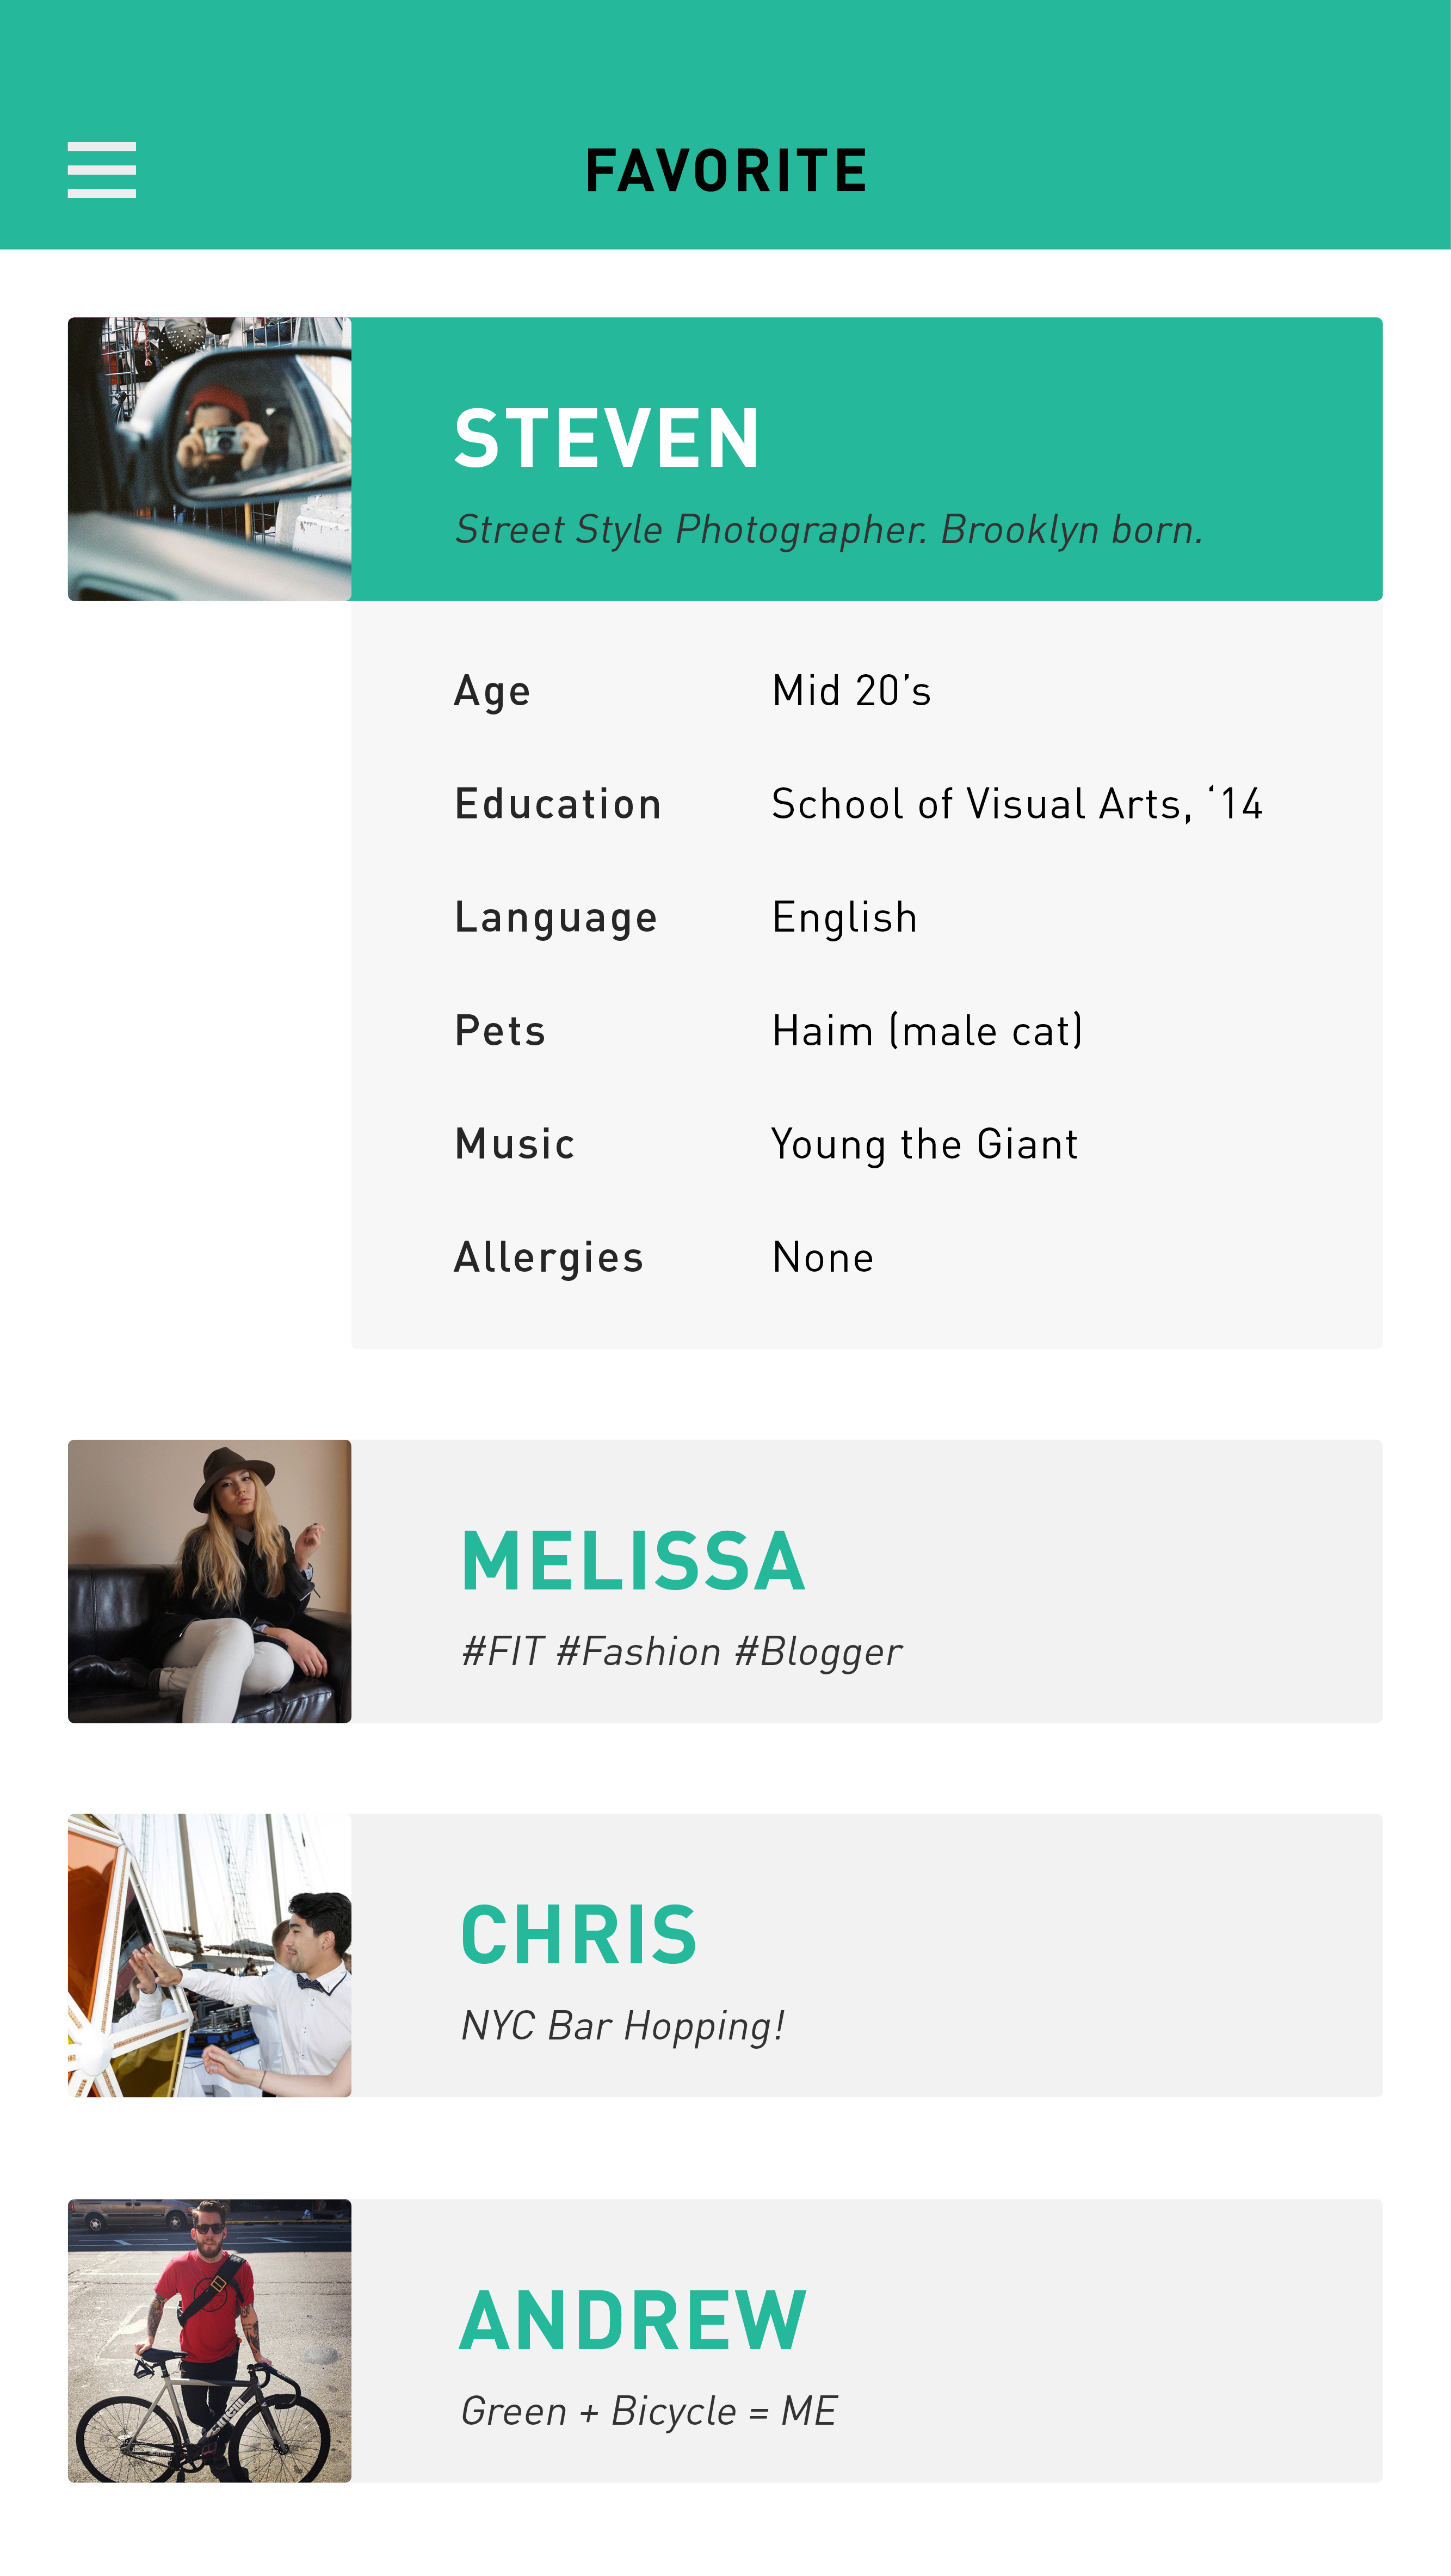 FAVORITE
STEVEN
Street Style Photographer. Brooklyn born.
Age Mid 20’s
Education School of Visual Arts, ‘14
Language English
Pets Haim (male cat)
Music Young the Giant
Allergies None
MELISSA
#FIT #Fashion #Blogger
CHRIS
NYC Bar Hopping!
ANDREW
Green + Bicycle = ME